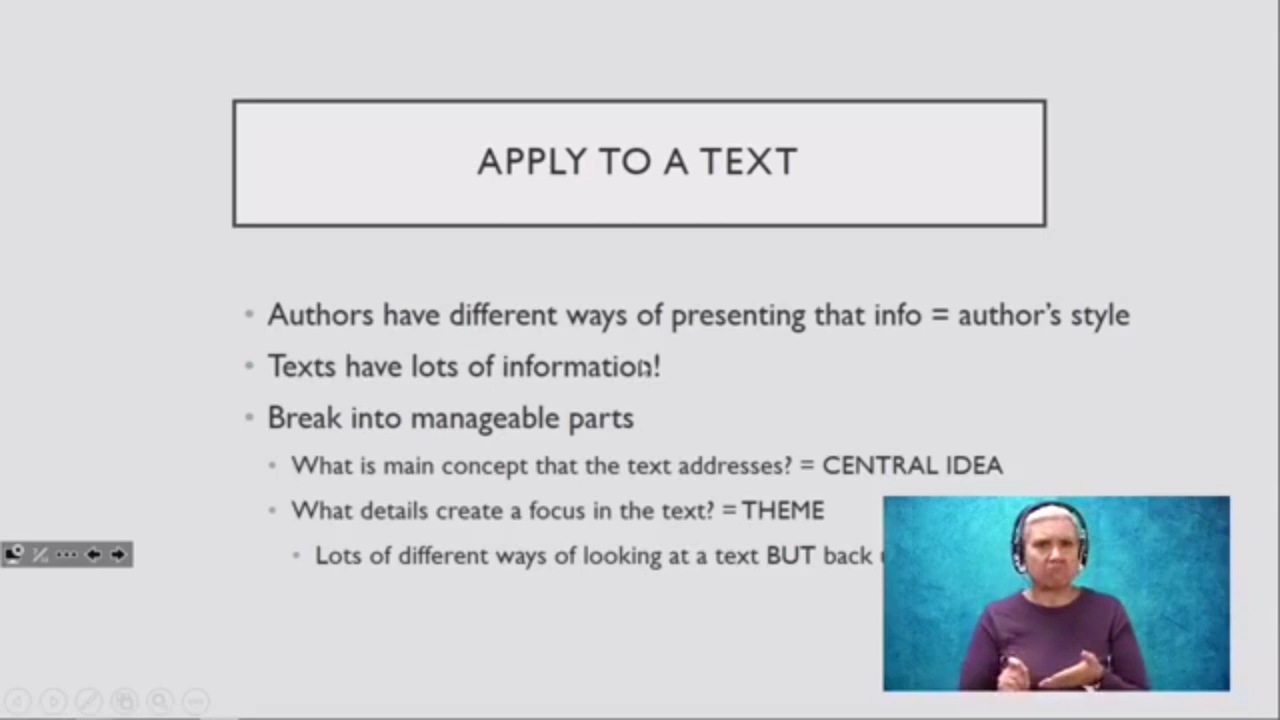 APPLY TO A TEXT
Authors have different ways of presenting that info = author's style
Texts have lots of information!
Break into manageable parts
What is main concept that the text addresses? = CENTRAL IDEA
What details create a focus in the text? = THEME
Lots of different ways of looking at a text BUT back